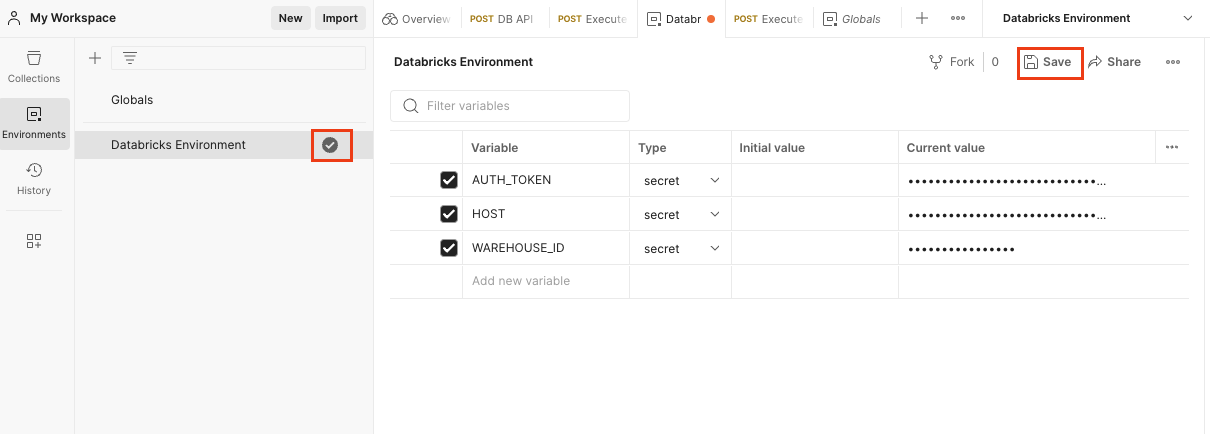 My Workspace New Import Overview POST DB API POST Execute Databr POST Execute Globals Databricks Environment
Collections
Environments
History
Globals
Databricks Environment
Databricks Environment Fork 0 Save Share
Filter variables
Variable Type Initial value Current value
AUTH_TOKEN secret ••••••••••••••••••••••••••••...
HOST secret ••••••••••••••••••••••••••••...
WAREHOUSE_ID secret ••••••••••••••••
Add new variable